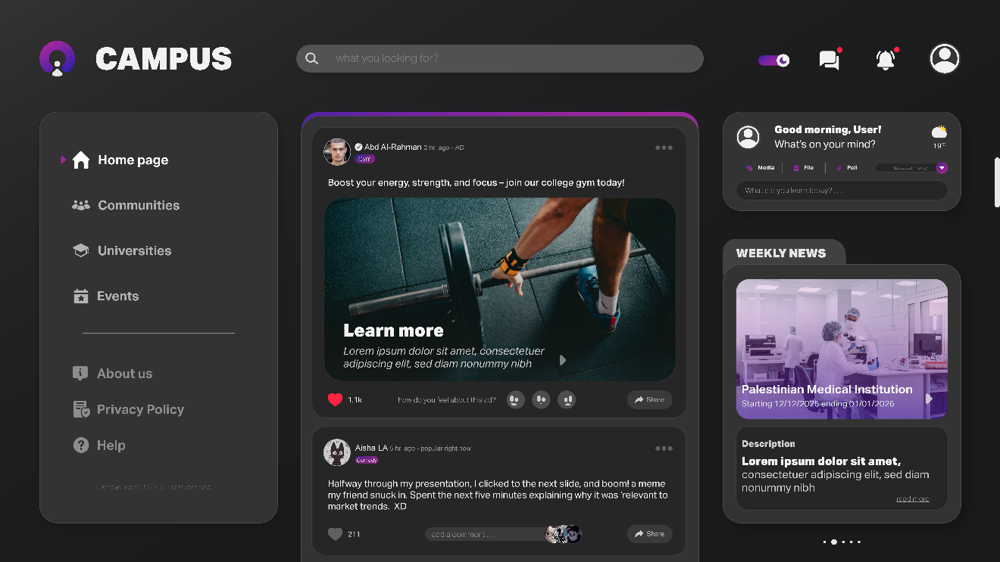 CAMPUS
what you looking for?
Home page
Communities
Universities
Events
About us
Privacy Policy
Help
Abd Al-Rahman 2 hr. ago - AD
Gym
Boost your energy, strength, and focus – join our college gym today!
Learn more
Lorem ipsum dolor sit amet, consectetuer
adipiscing elit, sed diam nonummy nibh
1.1k
how do you feel about this ad?
Share
Aisha LA 5 hr. ago - popular right now
Comedy
Halfway through my presentation, I clicked to the next slide, and boom! a meme
my friend snuck in. Spent the next five minutes explaining why it was 'relevant to
market trends. XD
211
add a comment . . .
Share
Good morning, User!
What's on your mind?
19°c
Media
File
Poll
Select community
What did you learn today? . . .
WEEKLY NEWS
Palestinian Medical Institution
Starting 12/12/2025 ending 01/01/2026
Description
Lorem ipsum dolor sit amet,
consectetuer adipiscing elit, sed diam
nonummy nibh
read more